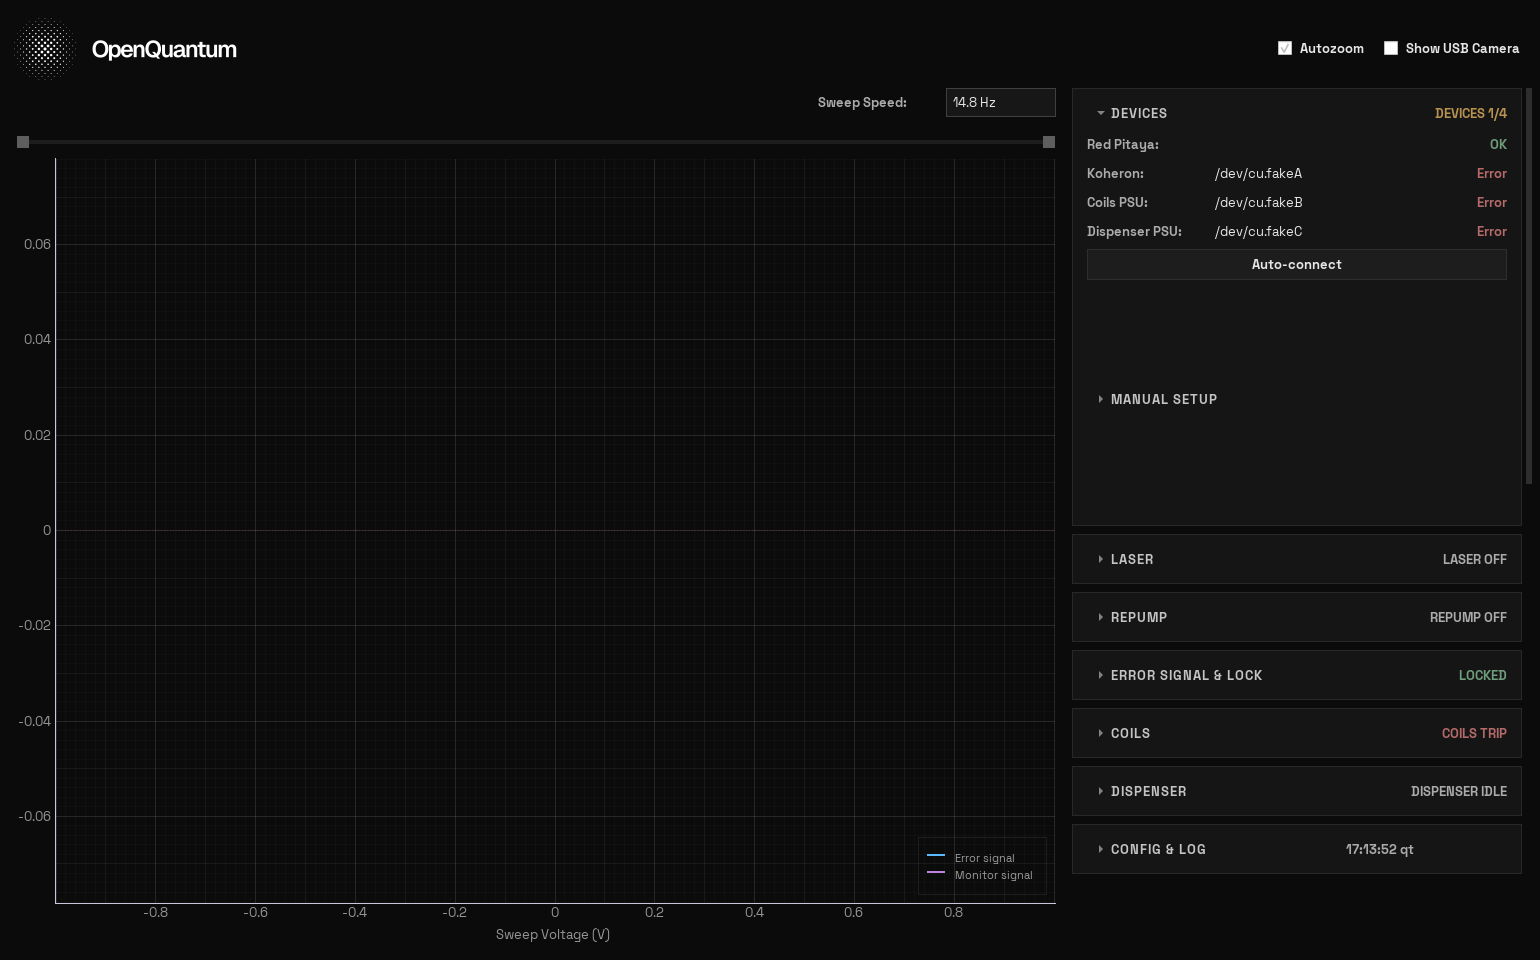 OpenQuantum
Autozoom
Show USB Camera
Sweep Speed:
14.8 Hz
0.06
0.04
0.02
0
-0.02
-0.04
-0.06
-0.8
-0.6
-0.4
-0.2
0
0.2
0.4
0.6
0.8
Sweep Voltage (V)
Error signal
Monitor signal
DEVICES DEVICES 1/4
Red Pitaya: OK
Koheron: /dev/cu.fakeA Error
Coils PSU: /dev/cu.fakeB Error
Dispenser PSU: /dev/cu.fakeC Error
Auto-connect
MANUAL SETUP
LASER LASER OFF
REPUMP REPUMP OFF
ERROR SIGNAL & LOCK LOCKED
COILS COILS TRIP
DISPENSER DISPENSER IDLE
CONFIG & LOG 17:13:52 qt